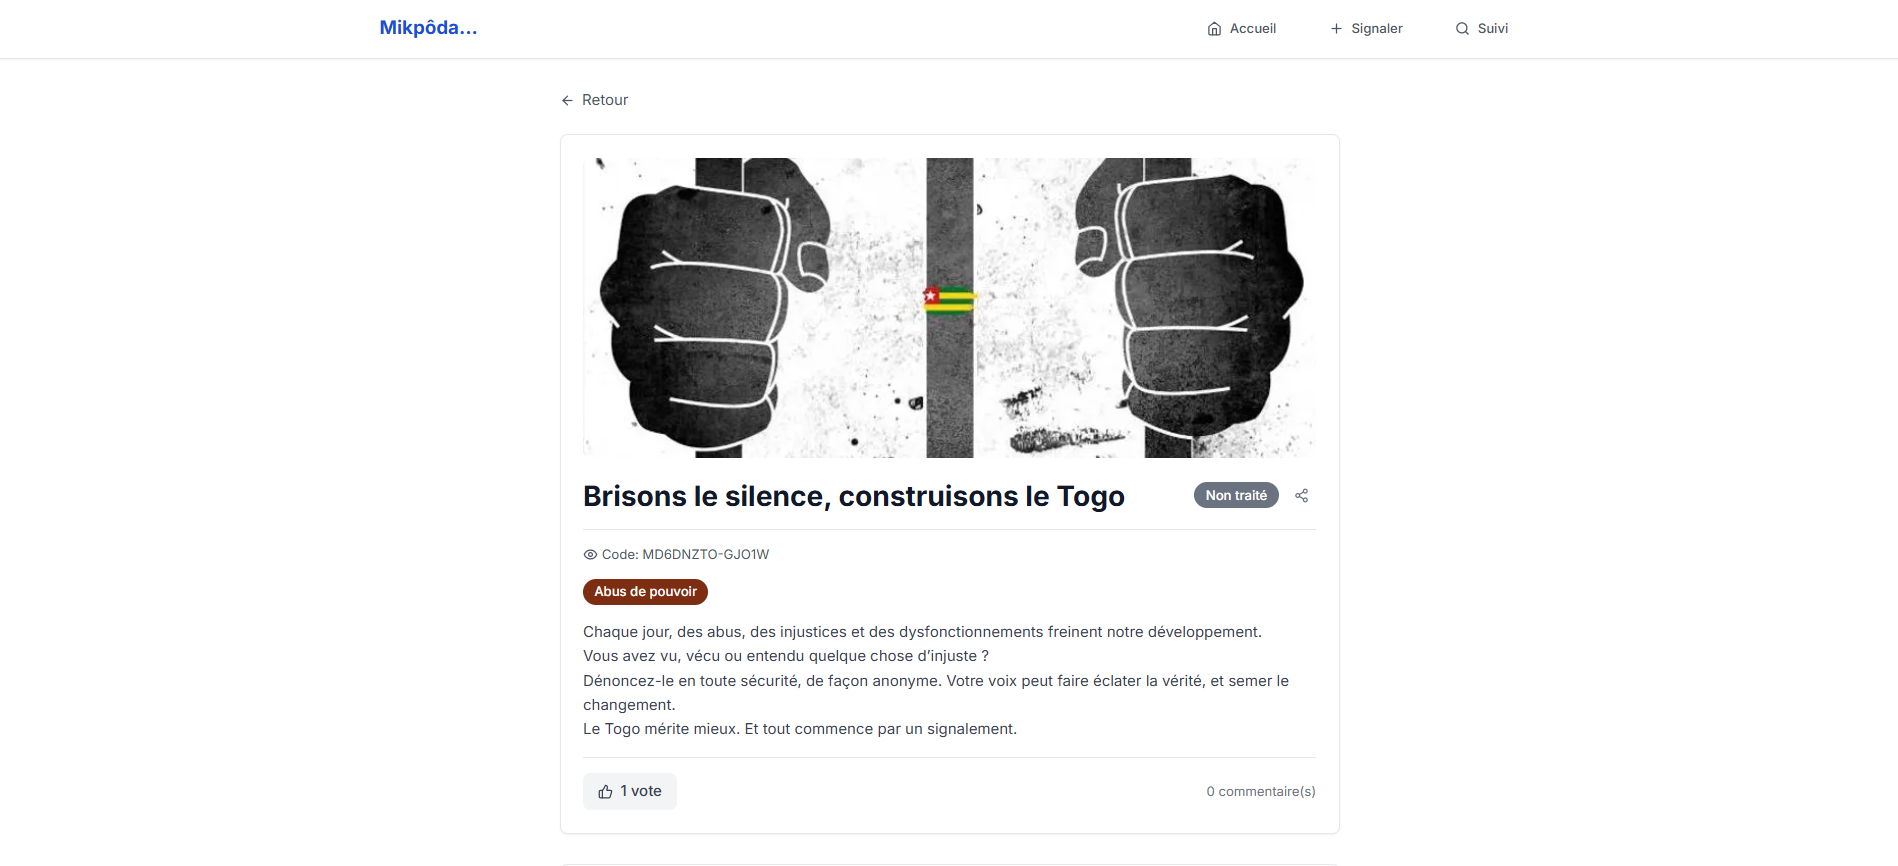 Mikpôda...
Accueil
Signaler
Suivi
Retour
Brisons le silence, construisons le Togo
Non traité
Code: MD6DNZTO-GJO1W
Abus de pouvoir
Chaque jour, des abus, des injustices et des dysfonctionnements freinent notre développement.
Vous avez vu, vécu ou entendu quelque chose d’injuste ?
Dénoncez-le en toute sécurité, de façon anonyme. Votre voix peut faire éclater la vérité, et semer le
changement.
Le Togo mérite mieux. Et tout commence par un signalement.
1 vote
0 commentaire(s)